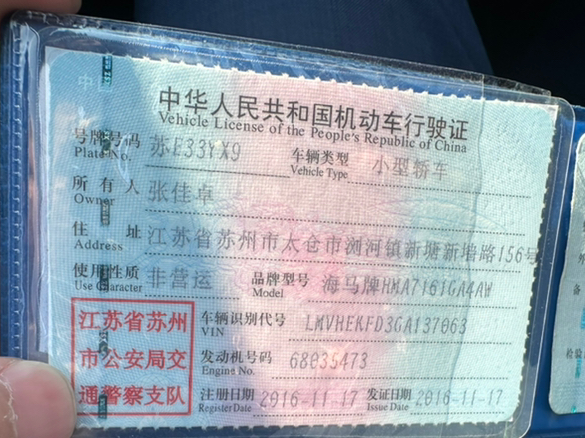 中华人民共和国机动车行驶证
Vehicle License of the People's Republic of China
号牌号码 苏E33YX9 车辆类型 小型轿车
Plate No. Vehicle Type
所有人 张佳卓
Owner
住址 江苏省苏州市太仓市浏河镇新塘新增路156号
Address
使用性质 非营运 品牌型号 海马牌HMA7161GA4AW
Use Character Model
江苏省苏州 车辆识别代号 LMVHEKFD3GA137063
VIN
市公安局交 发动机号码 68035473
Engine No.
通警察支队 注册日期 2016-11-17 发证日期 2016-11-17
Register Date Issue Date